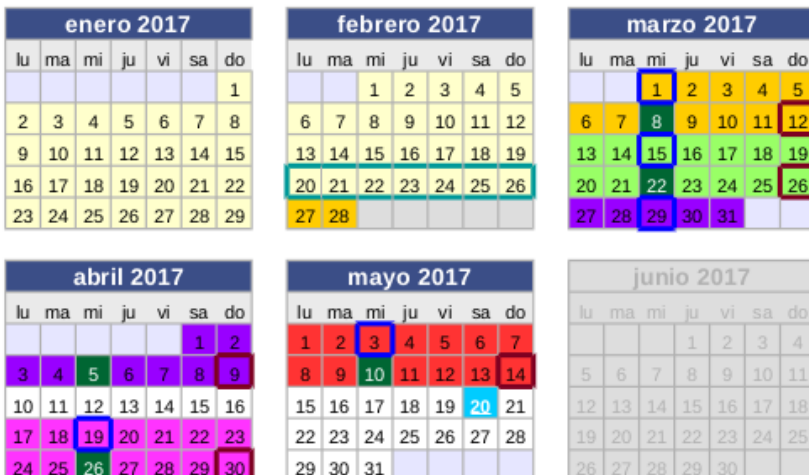 enero 2017 febrero 2017 marzo 2017
lu ma mi ju vi sa do lu ma mi ju vi sa do lu ma mi ju vi sa do
1 1 2 3 4 5 1 2 3 4 5
2 3 4 5 6 7 8 6 7 8 9 10 11 12 6 7 8 9 10 11 12
9 10 11 12 13 14 15 13 14 15 16 17 18 19 13 14 15 16 17 18 19
16 17 18 19 20 21 22 20 21 22 23 24 25 26 20 21 22 23 24 25 26
23 24 25 26 27 28 29 27 28 27 28 29 30 31
abril 2017 mayo 2017 junio 2017
lu ma mi ju vi sa do lu ma mi ju vi sa do lu ma mi ju vi sa do
1 2 1 2 3 4 5 6 7 1 2 3 4
3 4 5 6 7 8 9 8 9 10 11 12 13 14 5 6 7 8 9 10 11
10 11 12 13 14 15 16 15 16 17 18 19 20 21 12 13 14 15 16 17 18
17 18 19 20 21 22 23 22 23 24 25 26 27 28 19 20 21 22 23 24 25
24 25 26 27 28 29 30 29 30 31 26 27 28 29 30